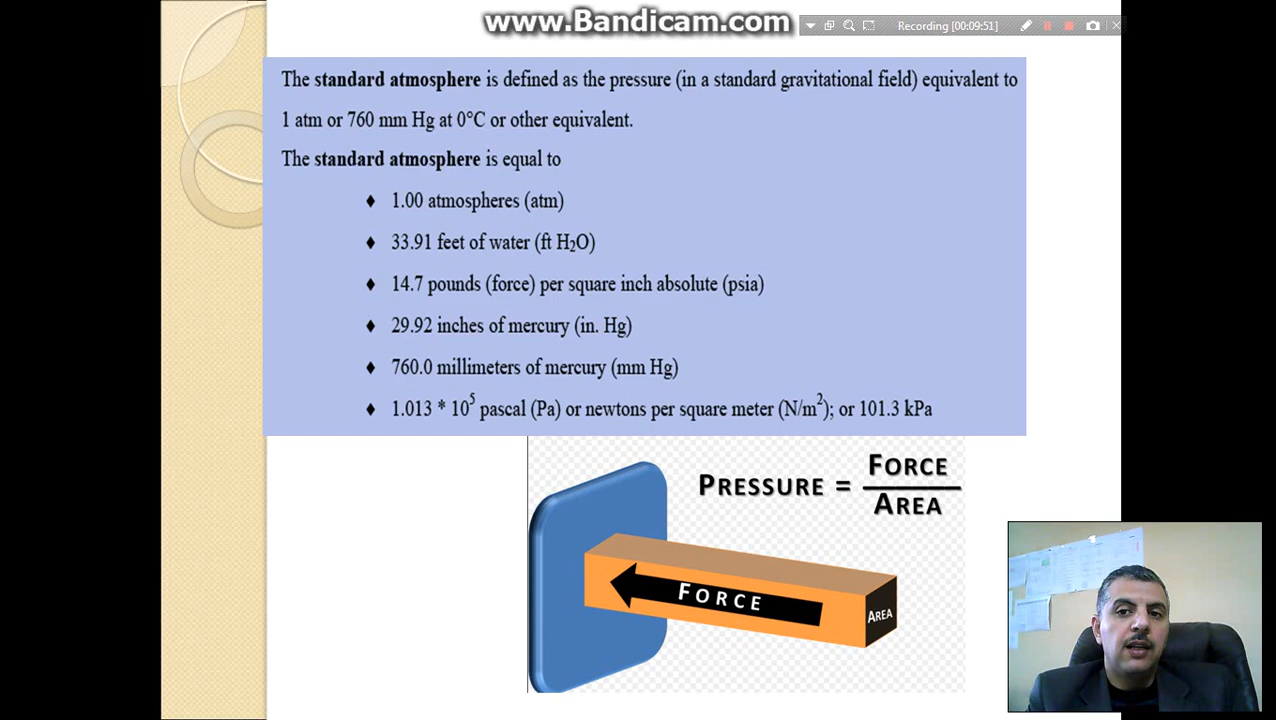 www.Bandicam.com
Recording [00:09:51]
The standard atmosphere is defined as the pressure (in a standard gravitational field) equivalent to
1 atm or 760 mm Hg at 0°C or other equivalent.
The standard atmosphere is equal to
♦ 1.00 atmospheres (atm)
♦ 33.91 feet of water (ft H₂O)
♦ 14.7 pounds (force) per square inch absolute (psia)
♦ 29.92 inches of mercury (in. Hg)
♦ 760.0 millimeters of mercury (mm Hg)
♦ 1.013 * 10⁵ pascal (Pa) or newtons per square meter (N/m²); or 101.3 kPa
PRESSURE = FORCE
AREA
FORCE
AREA